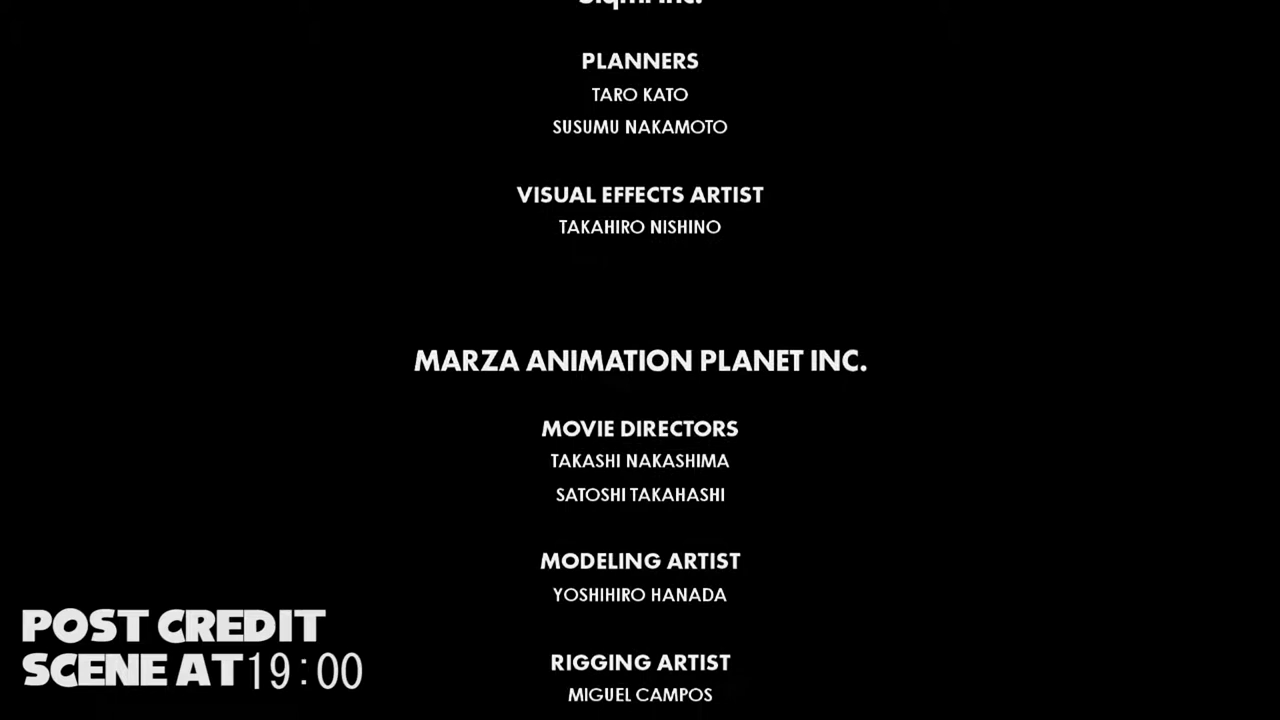 Inc.
PLANNERS
TARO KATO
SUSUMU NAKAMOTO
VISUAL EFFECTS ARTIST
TAKAHIRO NISHINO
MARZA ANIMATION PLANET INC.
MOVIE DIRECTORS
TAKASHI NAKASHIMA
SATOSHI TAKAHASHI
MODELING ARTIST
YOSHIHIRO HANADA
RIGGING ARTIST
MIGUEL CAMPOS
POST CREDIT
SCENE AT 19:00